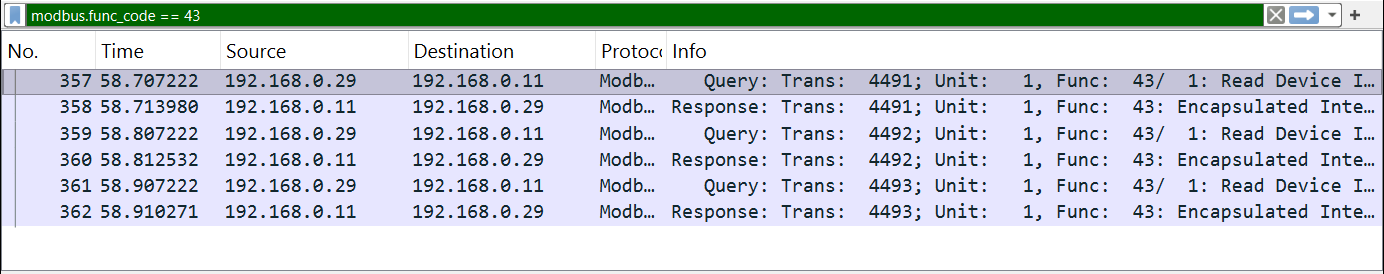 modbus.func_code == 43
No. Time Source Destination Protoc Info
357 58.707222 192.168.0.29 192.168.0.11 Modb… Query: Trans: 4491; Unit: 1, Func: 43/ 1: Read Device I…
358 58.713980 192.168.0.11 192.168.0.29 Modb… Response: Trans: 4491; Unit: 1, Func: 43: Encapsulated Inte…
359 58.807222 192.168.0.29 192.168.0.11 Modb… Query: Trans: 4492; Unit: 1, Func: 43/ 1: Read Device I…
360 58.812532 192.168.0.11 192.168.0.29 Modb… Response: Trans: 4492; Unit: 1, Func: 43: Encapsulated Inte…
361 58.907222 192.168.0.29 192.168.0.11 Modb… Query: Trans: 4493; Unit: 1, Func: 43/ 1: Read Device I…
362 58.910271 192.168.0.11 192.168.0.29 Modb… Response: Trans: 4493; Unit: 1, Func: 43: Encapsulated Inte…